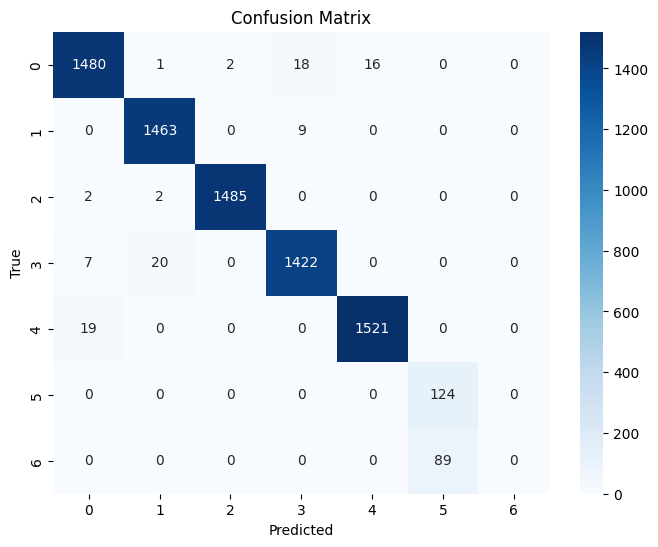 Confusion Matrix
0 1480 1 2 18 16 0 0
1 0 1463 0 9 0 0 0
2 2 2 1485 0 0 0 0
3 7 20 0 1422 0 0 0
4 19 0 0 0 1521 0 0
5 0 0 0 0 0 124 0
6 0 0 0 0 0 89 0
0 1 2 3 4 5 6
Predicted
True
1400
1200
1000
800
600
400
200
0